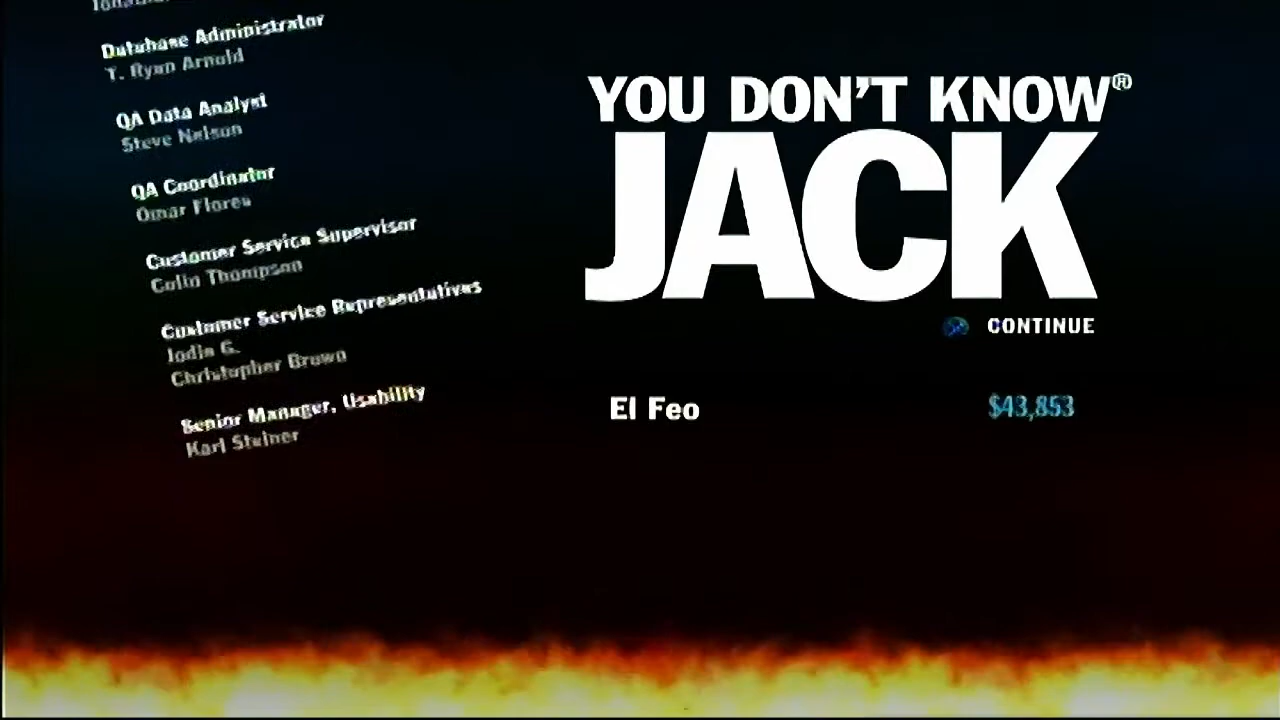 Database Administrator
T. Ryan Arnold
QA Data Analyst
Steve Nelson
QA Coordinator
Omar Flores
Customer Service Supervisor
Colin Thompson
Customer Service Representatives
Jodie G.
Christopher Brown
Senior Manager, Usability
Karl Steiner
YOU DON'T KNOW®
JACK
CONTINUE
El Feo $43,853